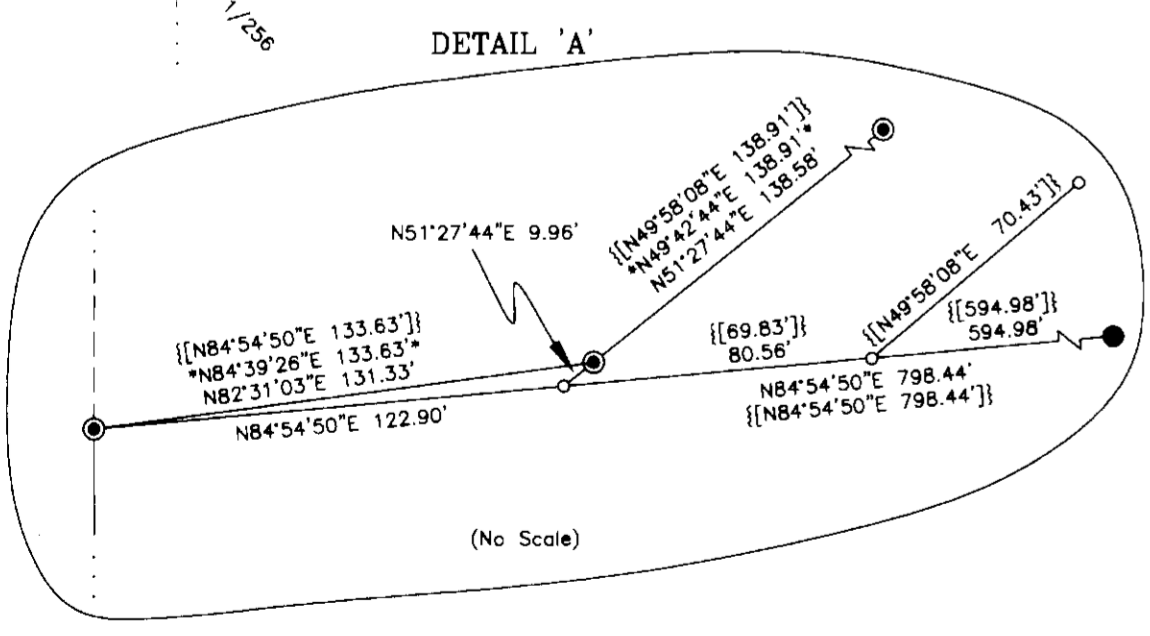 1/256
DETAIL 'A'
{[N49°58'08"E 138.91']}
*N49°42'44"E 138.91'*
N51°27'44"E 138.58'
{[N49°58'08"E 70.43']}
N51°27'44"E 9.96'
{[N84°54'50"E 133.63']}
*N84°39'26"E 133.63'*
N82°31'03"E 131.33'
{[69.83']}
80.56'
{[594.98']}
594.98'
N84°54'50"E 122.90'
N84°54'50"E 798.44'
{[N84°54'50"E 798.44']}
(No Scale)